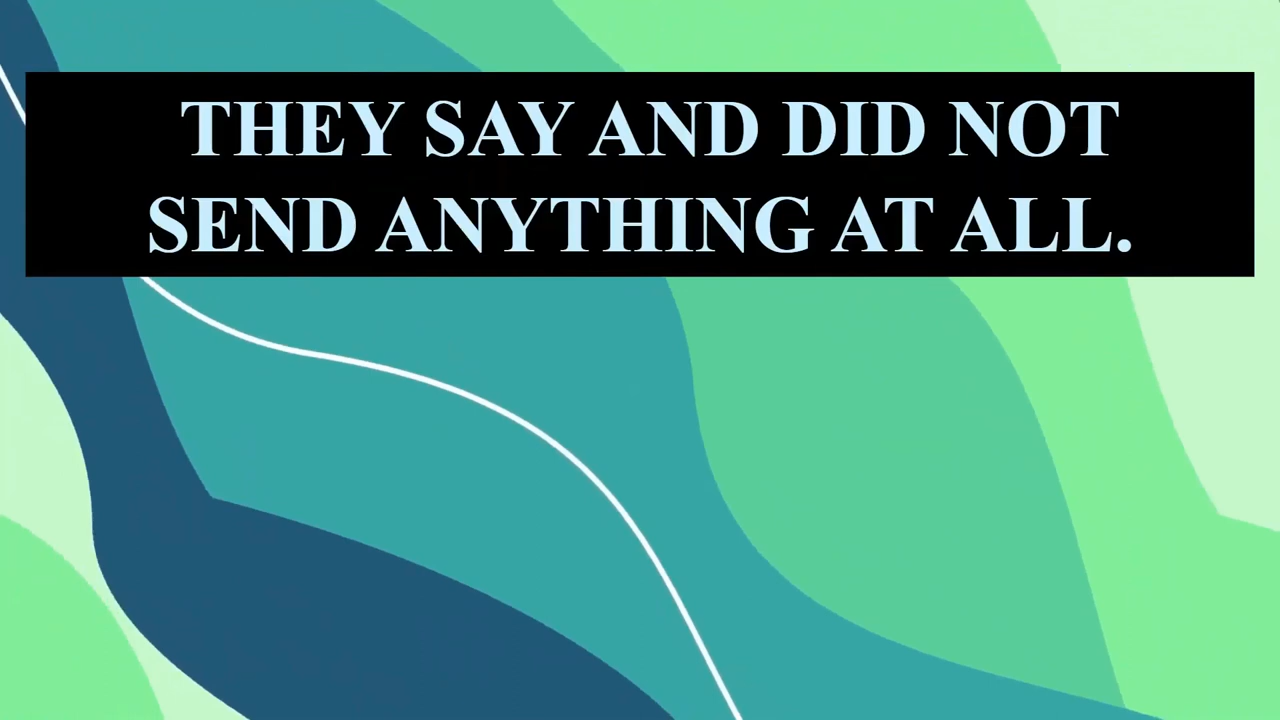 THEY SAY AND DID NOT
SEND ANYTHING AT ALL.